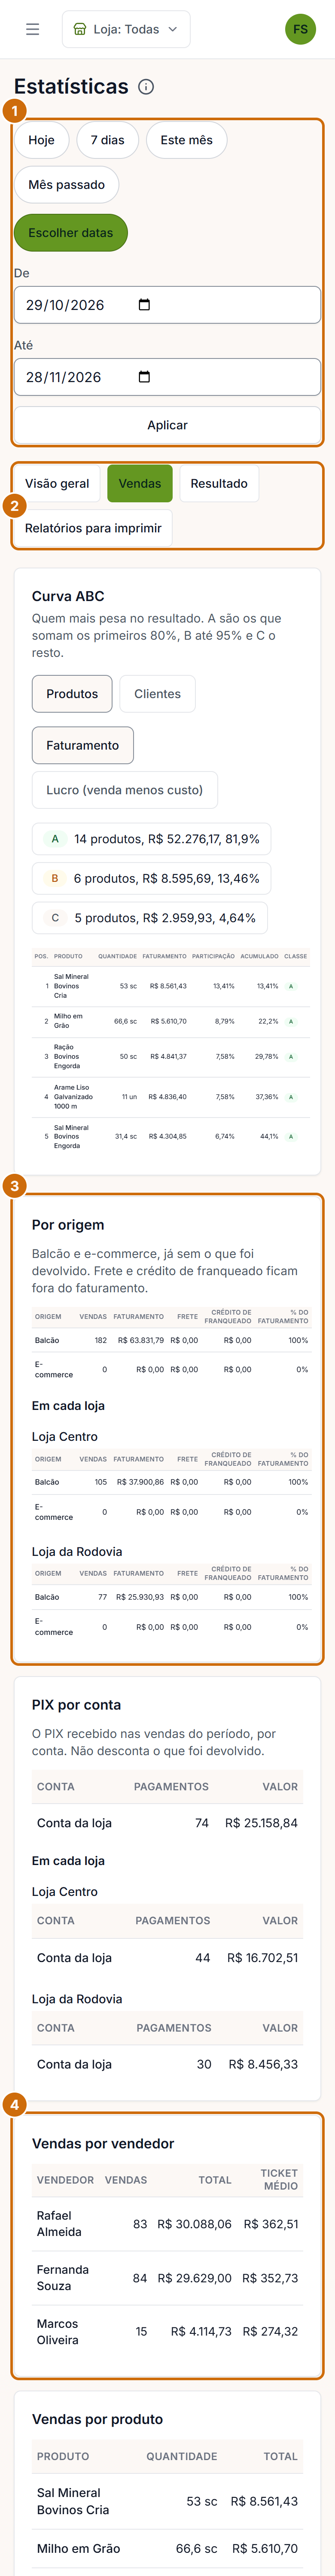 Loja: Todas
FS
Estatísticas
1
Hoje
7 dias
Este mês
Mês passado
Escolher datas
De
29/10/2026
Até
28/11/2026
Aplicar
2
Visão geral
Vendas
Resultado
Relatórios para imprimir
Curva ABC
Quem mais pesa no resultado. A são os que
somam os primeiros 80%, B até 95% e C o
resto.
Produtos
Clientes
Faturamento
Lucro (venda menos custo)
A 14 produtos, R$ 52.276,17, 81,9%
B 6 produtos, R$ 8.595,69, 13,46%
C 5 produtos, R$ 2.959,93, 4,64%
POS. PRODUTO QUANTIDADE FATURAMENTO PARTICIPAÇÃO ACUMULADO CLASSE
1 Sal Mineral Bovinos Cria 53 sc R$ 8.561,43 13,41% 13,41% A
2 Milho em Grão 66,6 sc R$ 5.610,70 8,79% 22,2% A
3 Ração Bovinos Engorda 50 sc R$ 4.841,37 7,58% 29,78% A
4 Arame Liso Galvanizado 1000 m 11 un R$ 4.836,40 7,58% 37,36% A
5 Sal Mineral Bovinos Engorda 31,4 sc R$ 4.304,85 6,74% 44,1% A
3
Por origem
Balcão e e-commerce, já sem o que foi
devolvido. Frete e crédito de franqueado ficam
fora do faturamento.
ORIGEM VENDAS FATURAMENTO FRETE CRÉDITO DE FRANQUEADO % DO FATURAMENTO
Balcão 182 R$ 63.831,79 R$ 0,00 R$ 0,00 100%
E-commerce 0 R$ 0,00 R$ 0,00 R$ 0,00 0%
Em cada loja
Loja Centro
ORIGEM VENDAS FATURAMENTO FRETE CRÉDITO DE FRANQUEADO % DO FATURAMENTO
Balcão 105 R$ 37.900,86 R$ 0,00 R$ 0,00 100%
E-commerce 0 R$ 0,00 R$ 0,00 R$ 0,00 0%
Loja da Rodovia
ORIGEM VENDAS FATURAMENTO FRETE CRÉDITO DE FRANQUEADO % DO FATURAMENTO
Balcão 77 R$ 25.930,93 R$ 0,00 R$ 0,00 100%
E-commerce 0 R$ 0,00 R$ 0,00 R$ 0,00 0%
PIX por conta
O PIX recebido nas vendas do período, por
conta. Não desconta o que foi devolvido.
CONTA PAGAMENTOS VALOR
Conta da loja 74 R$ 25.158,84
Em cada loja
Loja Centro
CONTA PAGAMENTOS VALOR
Conta da loja 44 R$ 16.702,51
Loja da Rodovia
CONTA PAGAMENTOS VALOR
Conta da loja 30 R$ 8.456,33
4
Vendas por vendedor
VENDEDOR VENDAS TOTAL TICKET MÉDIO
Rafael Almeida 83 R$ 30.088,06 R$ 362,51
Fernanda Souza 84 R$ 29.629,00 R$ 352,73
Marcos Oliveira 15 R$ 4.114,73 R$ 274,32
Vendas por produto
PRODUTO QUANTIDADE TOTAL
Sal Mineral Bovinos Cria 53 sc R$ 8.561,43
Milho em Grão 66,6 sc R$ 5.610,70